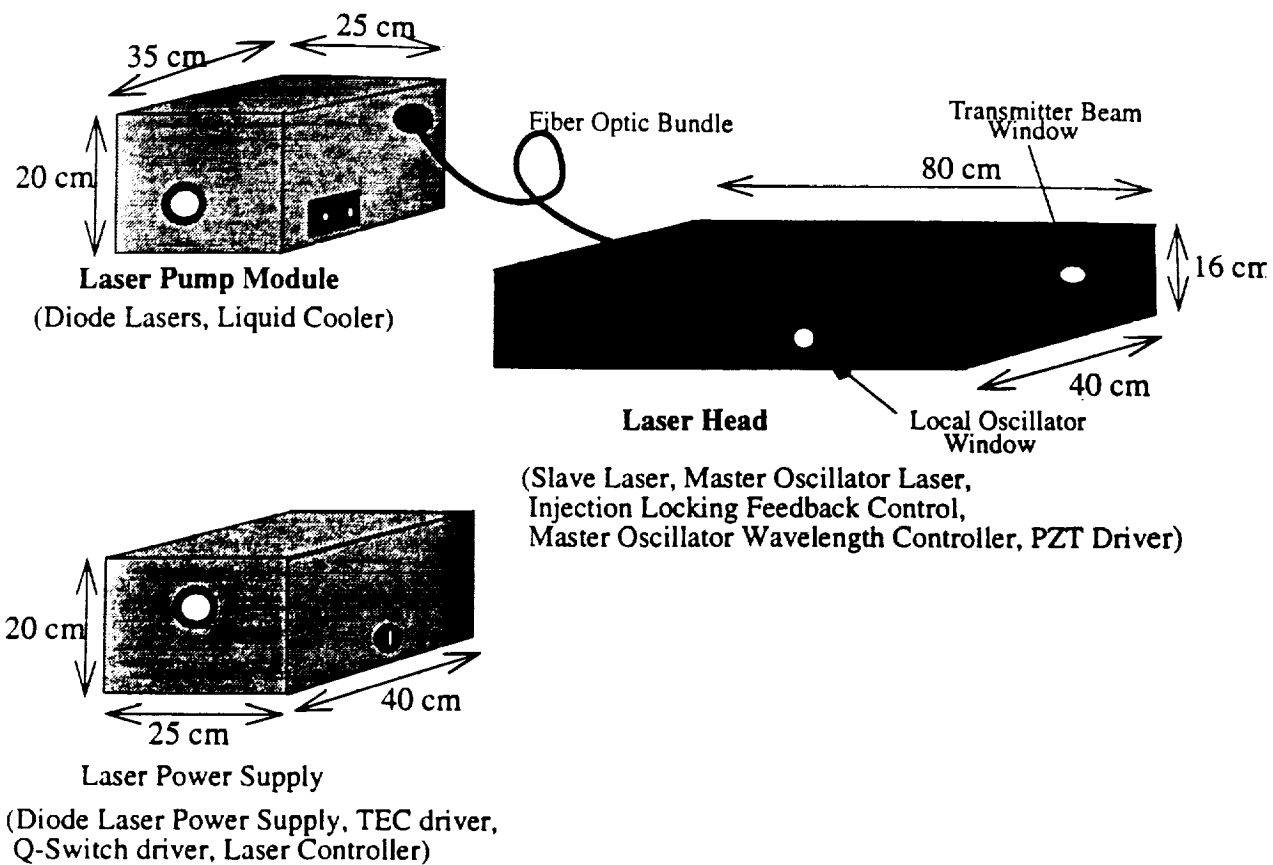 35 cm
25 cm
20 cm
Laser Pump Module
(Diode Lasers, Liquid Cooler)
Fiber Optic Bundle
Transmitter Beam
Window
80 cm
16 cm
40 cm
Laser Head
Local Oscillator
Window
(Slave Laser, Master Oscillator Laser,
Injection Locking Feedback Control,
Master Oscillator Wavelength Controller, PZT Driver)
20 cm
40 cm
25 cm
Laser Power Supply
(Diode Laser Power Supply, TEC driver,
Q-Switch driver, Laser Controller)